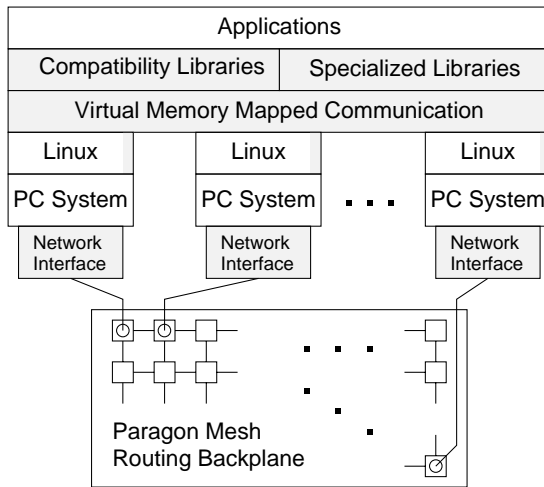 Applications
Compatibility Libraries
Specialized Libraries
Virtual Memory Mapped Communication
Linux
Linux
Linux
PC System
PC System
PC System
Network
Interface
Network
Interface
Network
Interface
Paragon Mesh
Routing Backplane